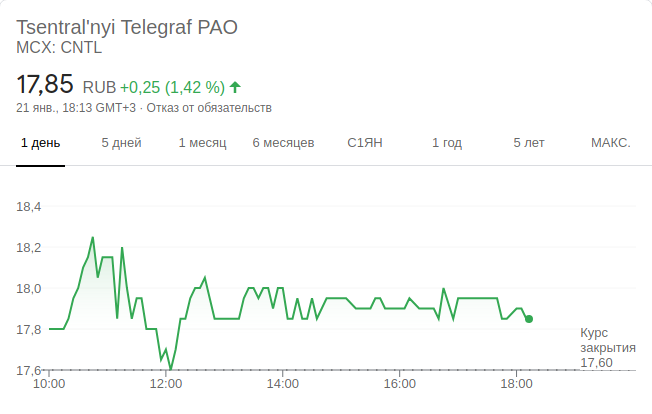 Tsentral'nyi Telegraf PAO
MCX: CNTL
17,85 RUB +0,25 (1,42 %)
21 янв., 18:13 GMT+3 · Отказ от обязательств
1 день 5 дней 1 месяц 6 месяцев С1ЯН 1 год 5 лет МАКС.
18,4
18,2
18,0
17,8
Курс
закрытия
17,60
17,6
10:00 12:00 14:00 16:00 18:00